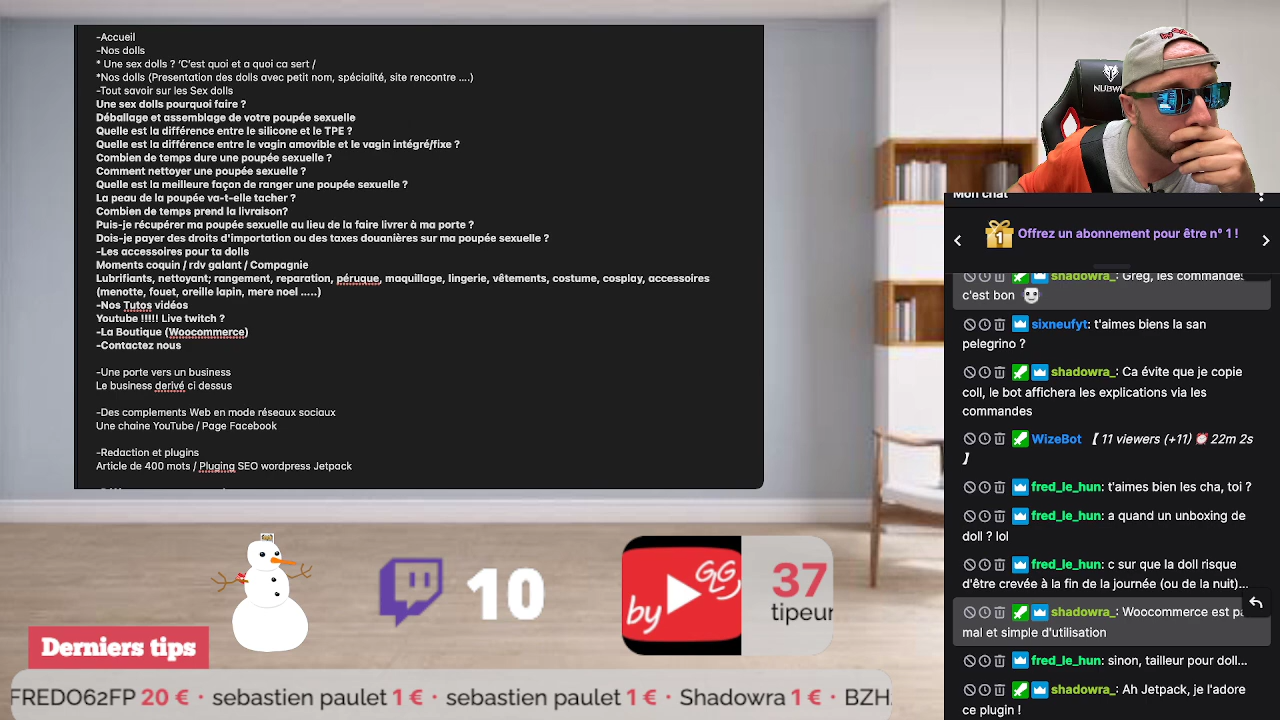 -Accueil
-Nos dolls
* Une sex dolls ? 'C'est quoi et a quoi ca sert /
*Nos dolls (Presentation des dolls avec petit nom, spécialité, site rencontre ....)
-Tout savoir sur les Sex dolls
Une sex dolls pourquoi faire ?
Déballage et assemblage de votre poupée sexuelle
Quelle est la différence entre le silicone et le TPE ?
Quelle est la différence entre le vagin amovible et le vagin intégré/fixe ?
Combien de temps dure une poupée sexuelle ?
Comment nettoyer une poupée sexuelle ?
Quelle est la meilleure façon de ranger une poupée sexuelle ?
La peau de la poupée va-t-elle tacher ?
Combien de temps prend la livraison?
Puis-je récupérer ma poupée sexuelle au lieu de la faire livrer à ma porte ?
Dois-je payer des droits d'importation ou des taxes douanières sur ma poupée sexuelle ?
-Les accessoires pour ta dolls
Moments coquin / rdv galant / Compagnie
Lubrifiants, nettoyant; rangement, reparation, péruque, maquillage, lingerie, vêtements, costume, cosplay, accessoires
(menotte, fouet, oreille lapin, mere noel .....)
-Nos Tutos vidéos
Youtube !!!!! Live twitch ?
-La Boutique (Woocommerce)
-Contactez nous
-Une porte vers un business
Le business derivé ci dessus
-Des complements Web en mode réseaux sociaux
Une chaine YouTube / Page Facebook
-Redaction et plugins
Article de 400 mots / Pluging SEO wordpress Jetpack
NUBW
Mon chat
1
Offrez un abonnement pour être n° 1 !
shadowra_: Greg, les commandes
c'est bon
sixneufyt: t'aimes biens la san
pelegrino ?
shadowra_: Ca évite que je copie
coll, le bot affichera les explications via les
commandes
WizeBot 【 11 viewers (+11) ⏰ 22m 2s
】
fred_le_hun: t'aimes bien les cha, toi ?
fred_le_hun: a quand un unboxing de
doll ? lol
fred_le_hun: c sur que la doll risque
d'être crevée à la fin de la journée (ou de la nuit)...
shadowra_: Woocommerce est pa
mal et simple d'utilisation
fred_le_hun: sinon, tailleur pour doll...
shadowra_: Ah Jetpack, je l'adore
ce plugin !
10
by GG
37
tipeur
Derniers tips
FREDO62FP 20 € · sebastien paulet 1 € · sebastien paulet 1 € · Shadowra 1 € · BZH